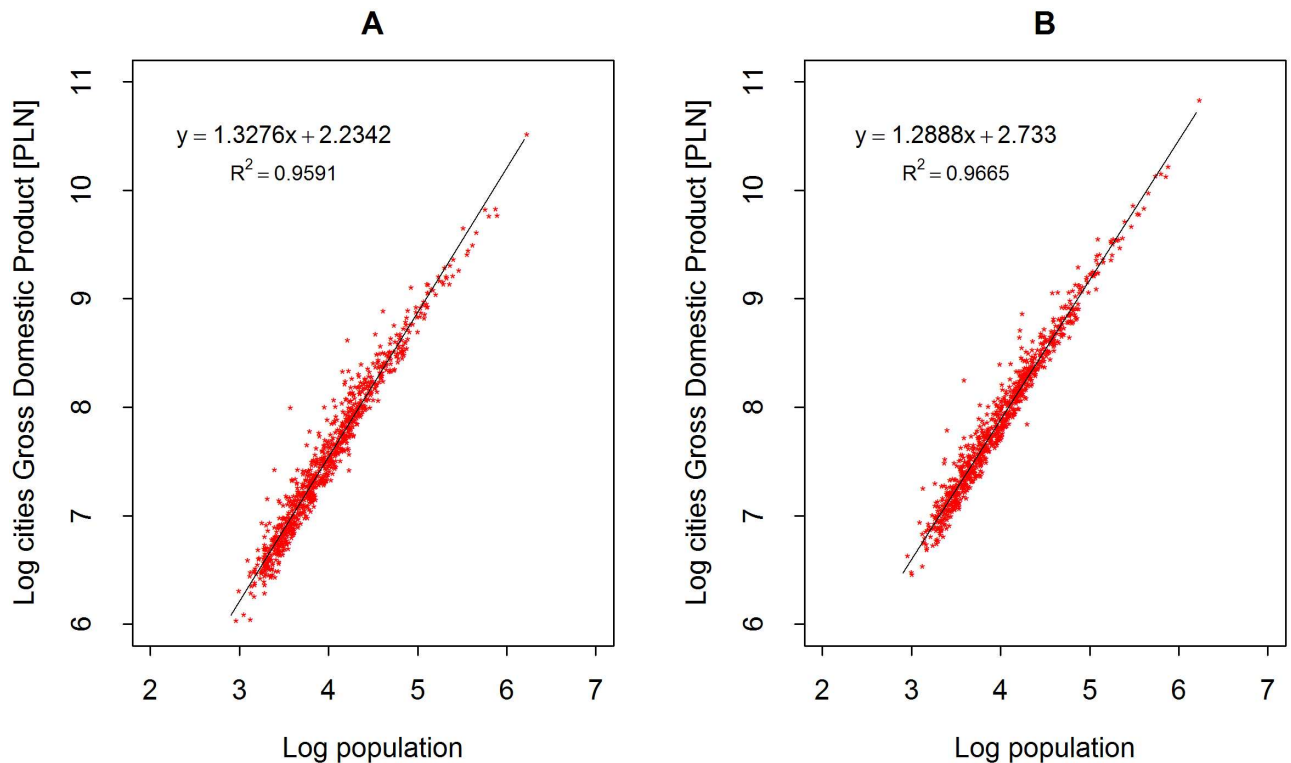 A
Log cities Gross Domestic Product [PLN]
11
10
9
8
7
6
y = 1.3276x + 2.2342
R² = 0.9591
2 3 4 5 6 7
Log population
B
Log cities Gross Domestic Product [PLN]
11
10
9
8
7
6
y = 1.2888x + 2.733
R² = 0.9665
2 3 4 5 6 7
Log population